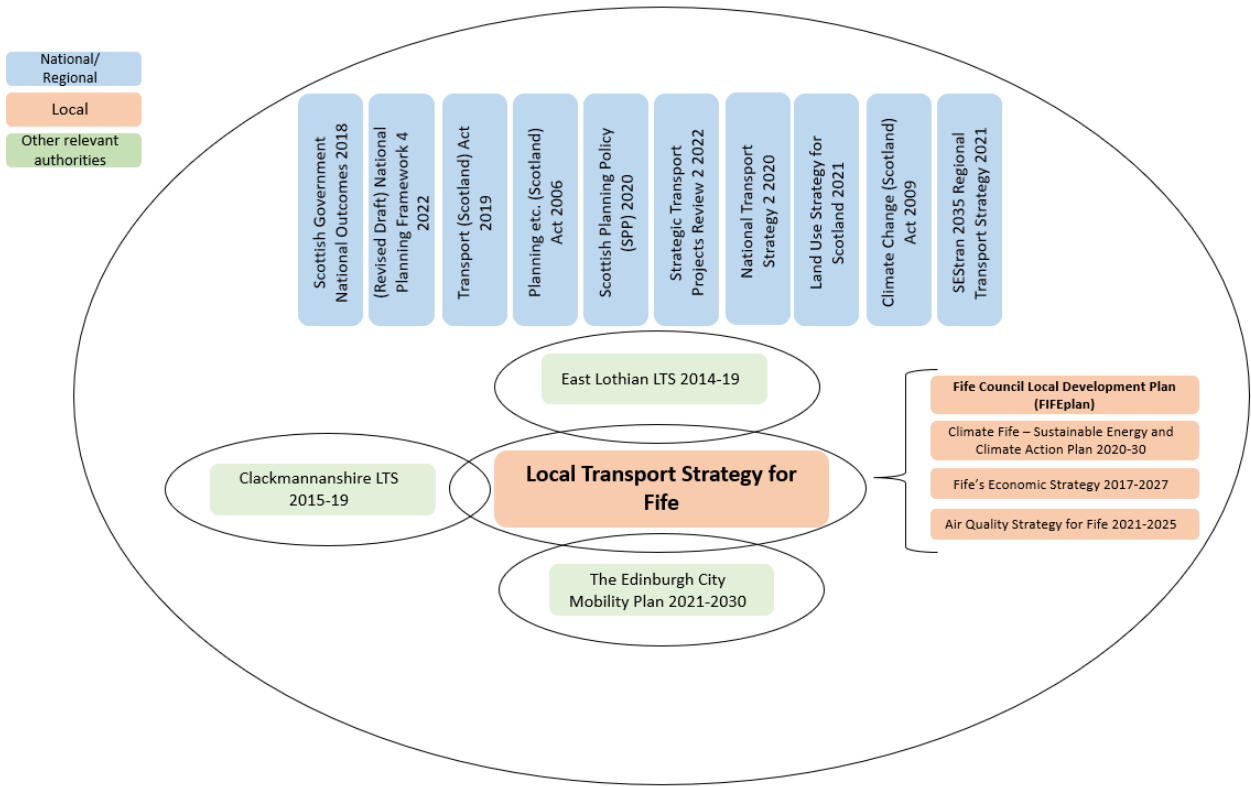 National/
Regional
Local
Other relevant
authorities
Scottish Government
National Outcomes 2018
(Revised Draft) National
Planning Framework 4
2022
Transport (Scotland) Act
2019
Planning etc. (Scotland)
Act 2006
Scottish Planning Policy
(SPP) 2020
Strategic Transport
Projects Review 2 2022
National Transport
Strategy 2 2020
Land Use Strategy for
Scotland 2021
Climate Change (Scotland)
Act 2009
SEStran 2035 Regional
Transport Strategy 2021
East Lothian LTS 2014-19
Clackmannanshire LTS
2015-19
Local Transport Strategy for
Fife
The Edinburgh City
Mobility Plan 2021-2030
Fife Council Local Development Plan
(FIFEplan)
Climate Fife – Sustainable Energy and
Climate Action Plan 2020-30
Fife’s Economic Strategy 2017-2027
Air Quality Strategy for Fife 2021-2025